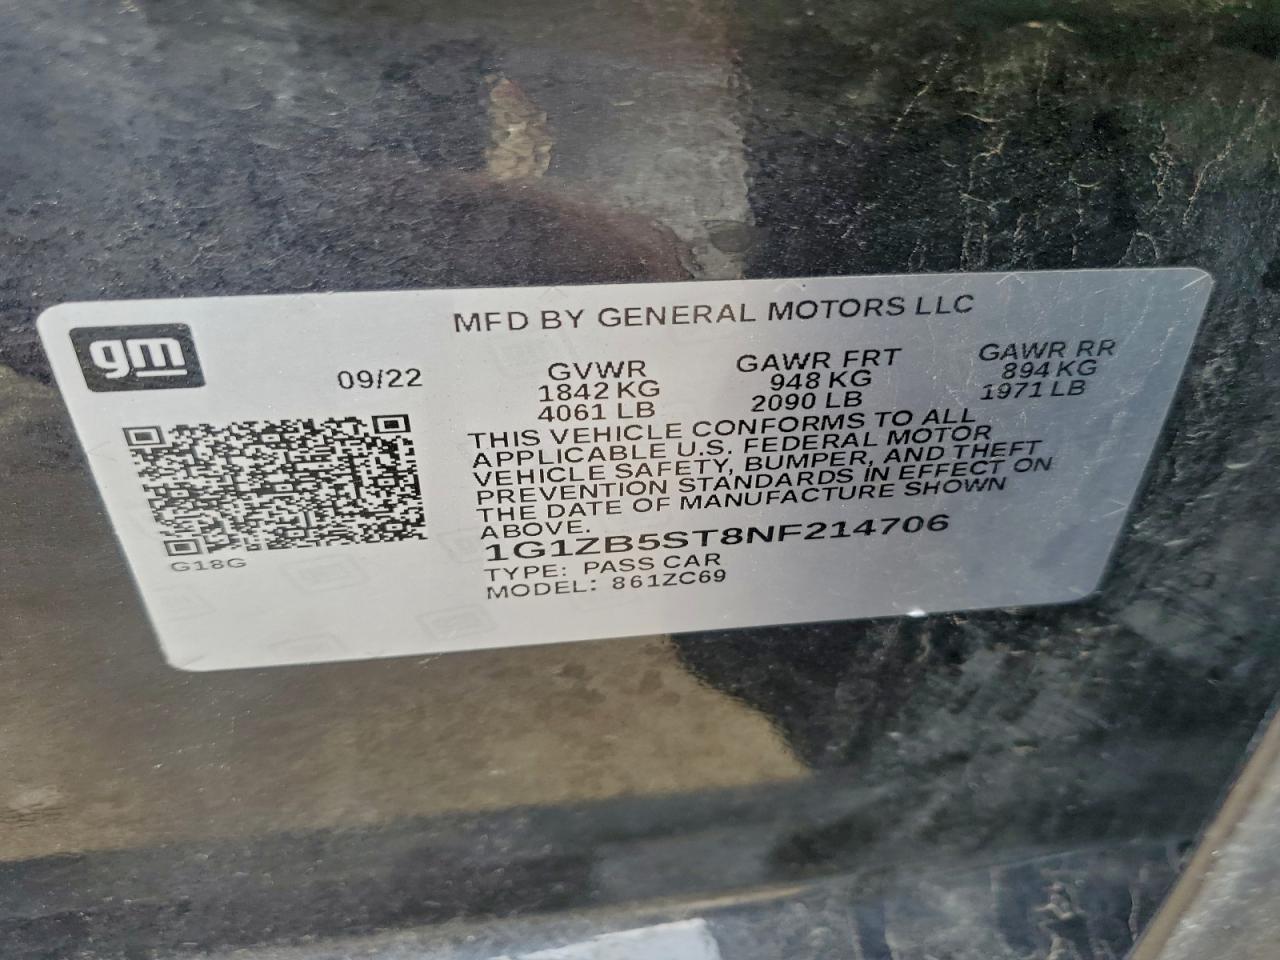 MFD BY GENERAL MOTORS LLC
gm
09/22
GVWR
1842 KG
4061 LB
GAWR FRT
948 KG
2090 LB
GAWR RR
894 KG
1971 LB
THIS VEHICLE CONFORMS TO ALL
APPLICABLE U.S. FEDERAL MOTOR
VEHICLE SAFETY, BUMPER, AND THEFT
PREVENTION STANDARDS IN EFFECT ON
THE DATE OF MANUFACTURE SHOWN
ABOVE.
1G1ZB5ST8NF214706
TYPE: PASS CAR
MODEL: 861ZC69
G18G